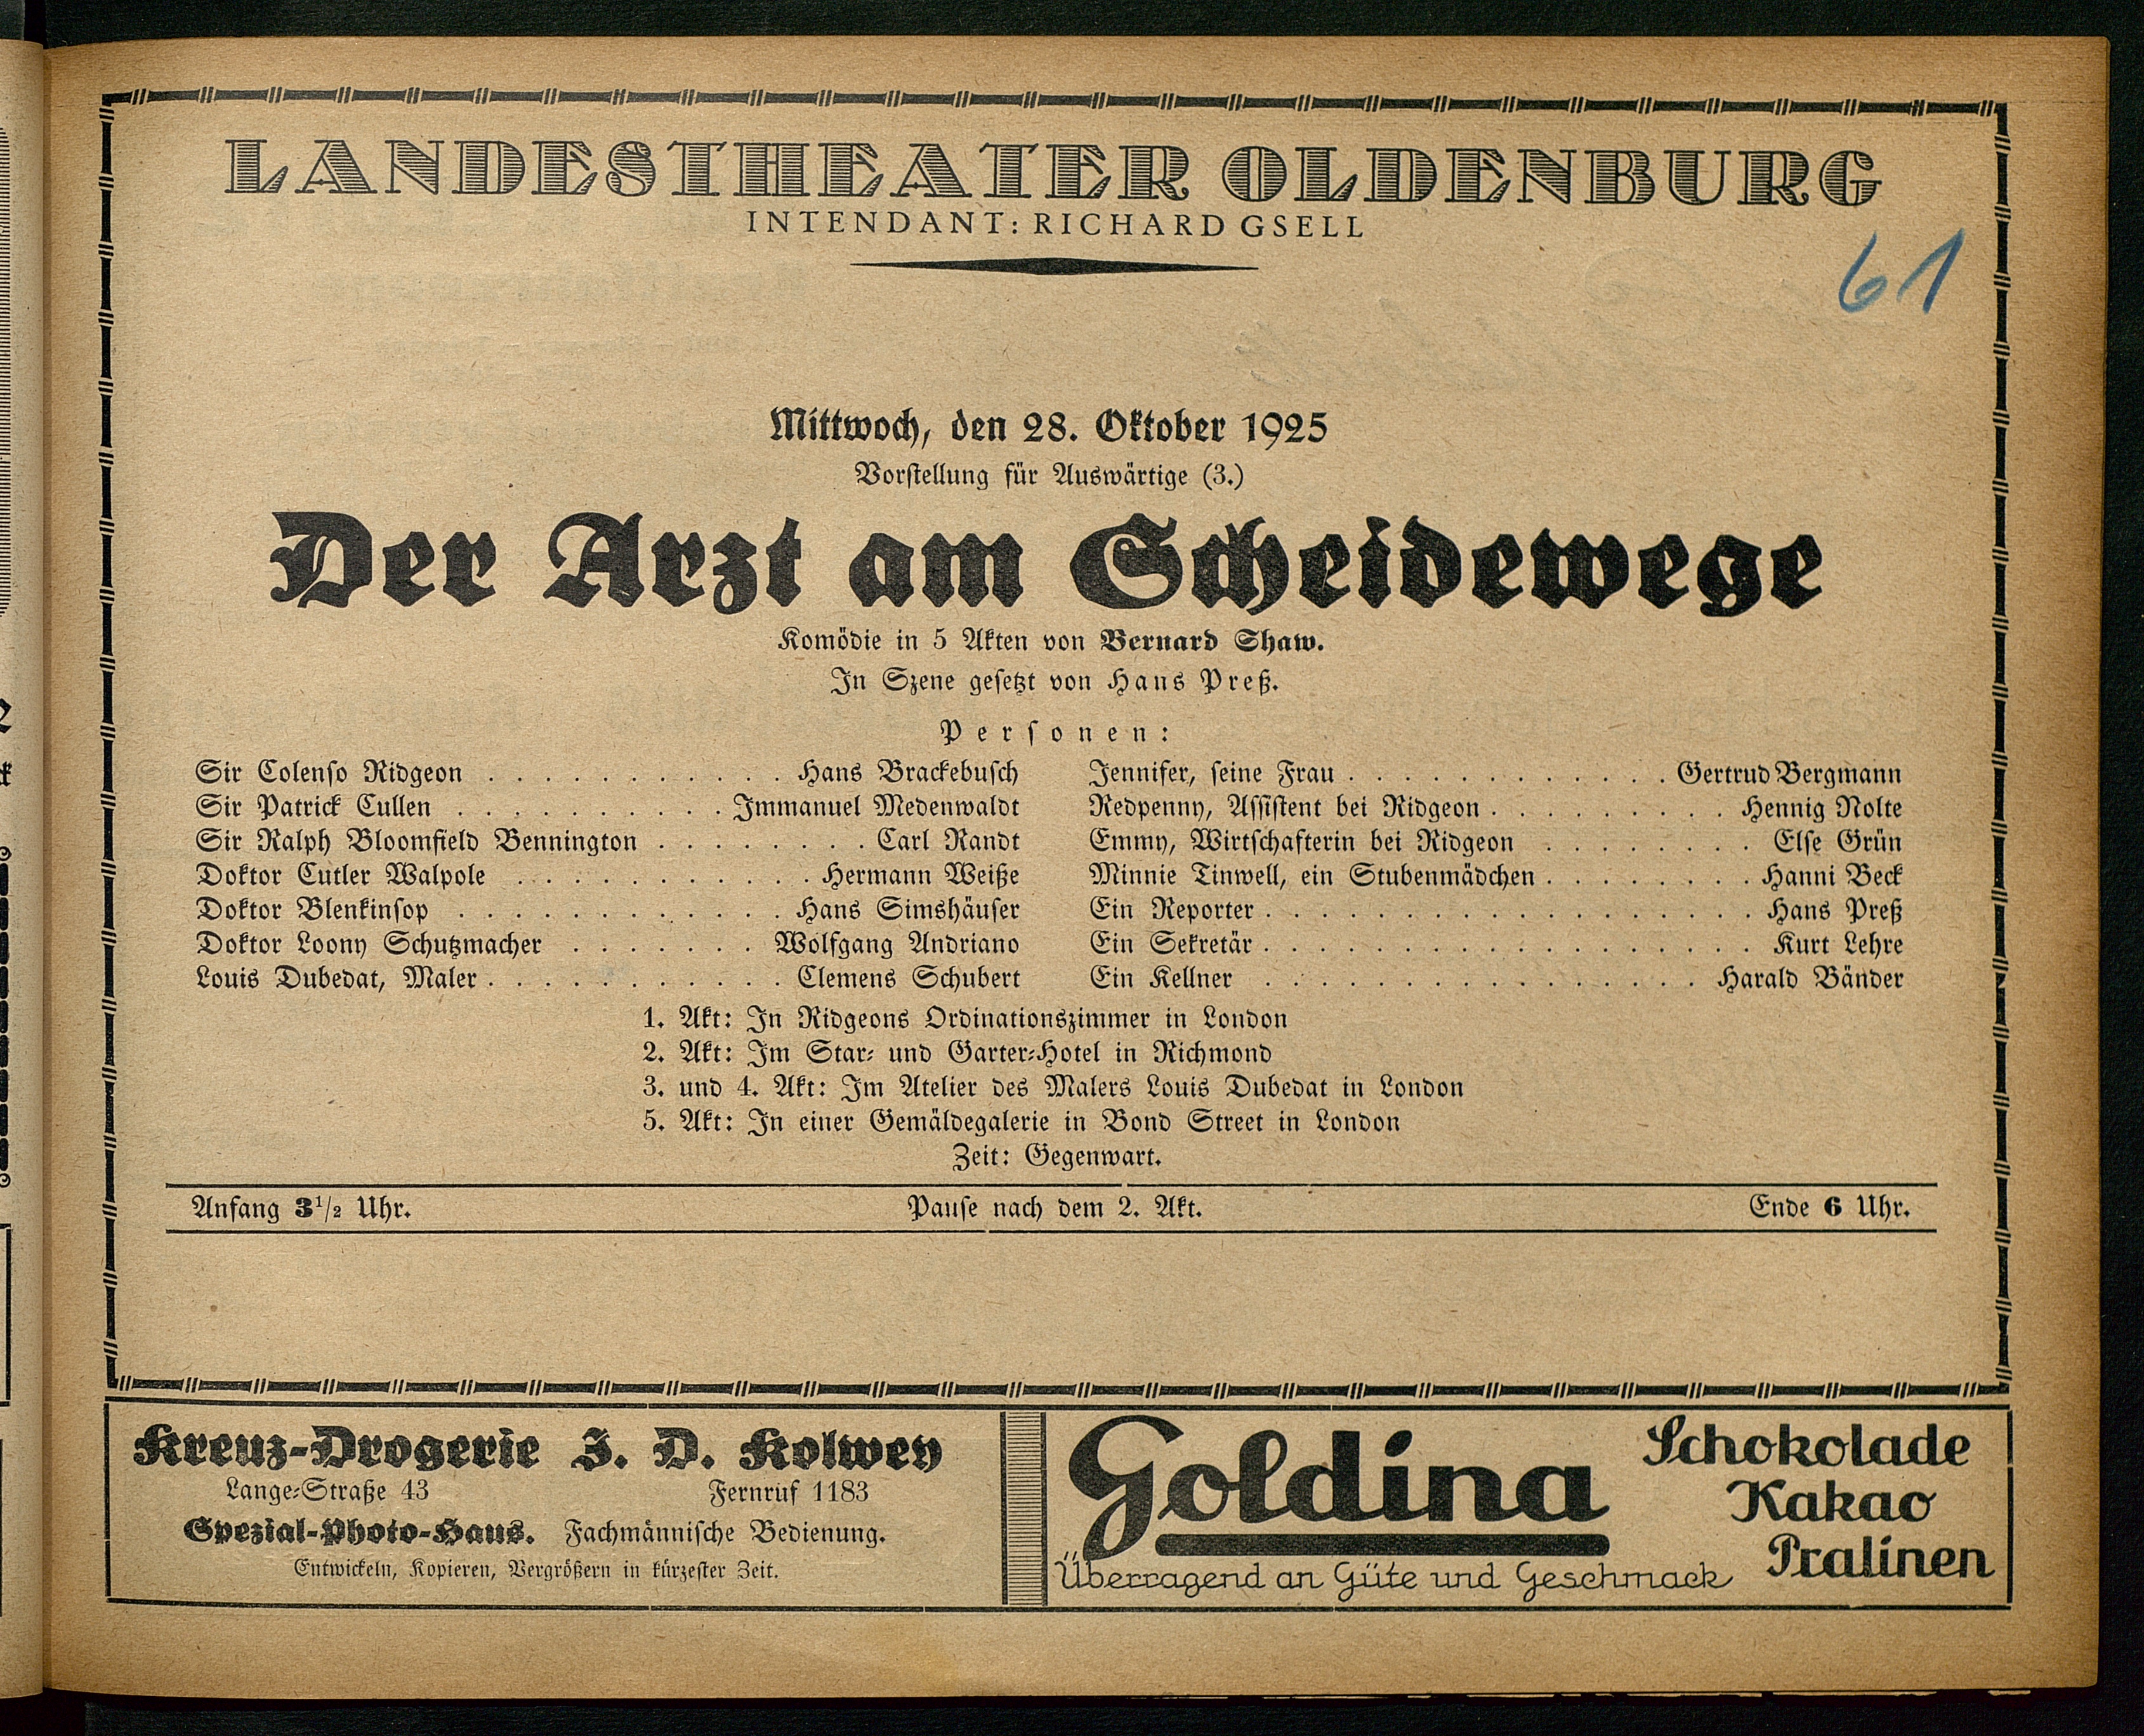 LANDESTHEATER OLDENBURG
INTENDANT: RICHARD GSELL
61
Mittwoch, den 28. Oktober 1925
Vorstellung für Auswärtige (3.)
Der Arzt am Scheidewege
Komödie in 5 Akten von Bernard Shaw.
In Szene gesetzt von Hans Preß.
Personen:
Sir Colenso Ridgeon . . . . . . . . . . . Hans Brackebusch
Sir Patrick Cullen . . . . . . . . . . Immanuel Medenwaldt
Sir Ralph Bloomfield Bennington . . . . . . . . Carl Randt
Doktor Cutler Walpole . . . . . . . . . . . Hermann Weiße
Doktor Blenkinsop . . . . . . . . . . . . Hans Simshäuser
Doktor Loony Schutzmacher . . . . . . . Wolfgang Andriano
Louis Dubedat, Maler . . . . . . . . . . . Clemens Schubert
Jennifer, seine Frau . . . . . . . . . . . . Gertrud Bergmann
Redpenny, Assistent bei Ridgeon . . . . . . . . . Hennig Nolte
Emmy, Wirtschafterin bei Ridgeon . . . . . . . . Else Grün
Minnie Tinwell, ein Stubenmädchen . . . . . . . . Hanni Beck
Ein Reporter . . . . . . . . . . . . . . . . . . Hans Preß
Ein Sekretär . . . . . . . . . . . . . . . . . . Kurt Lehre
Ein Kellner . . . . . . . . . . . . . . . . Harald Bänder
1. Akt: In Ridgeons Ordinationszimmer in London
2. Akt: Im Star- und Garter-Hotel in Richmond
3. und 4. Akt: Im Atelier des Malers Louis Dubedat in London
5. Akt: In einer Gemäldegalerie in Bond Street in London
Zeit: Gegenwart.
Anfang 3½ Uhr. Pause nach dem 2. Akt. Ende 6 Uhr.
Kreuz-Drogerie J. D. Kolwey
Lange-Straße 43 Fernruf 1183
Spezial-Photo-Haus. Fachmännische Bedienung.
Entwickeln, Kopieren, Vergrößern in kürzester Zeit.
Goldina
Schokolade
Kakao
Pralinen
Überragend an Güte und Geschmack